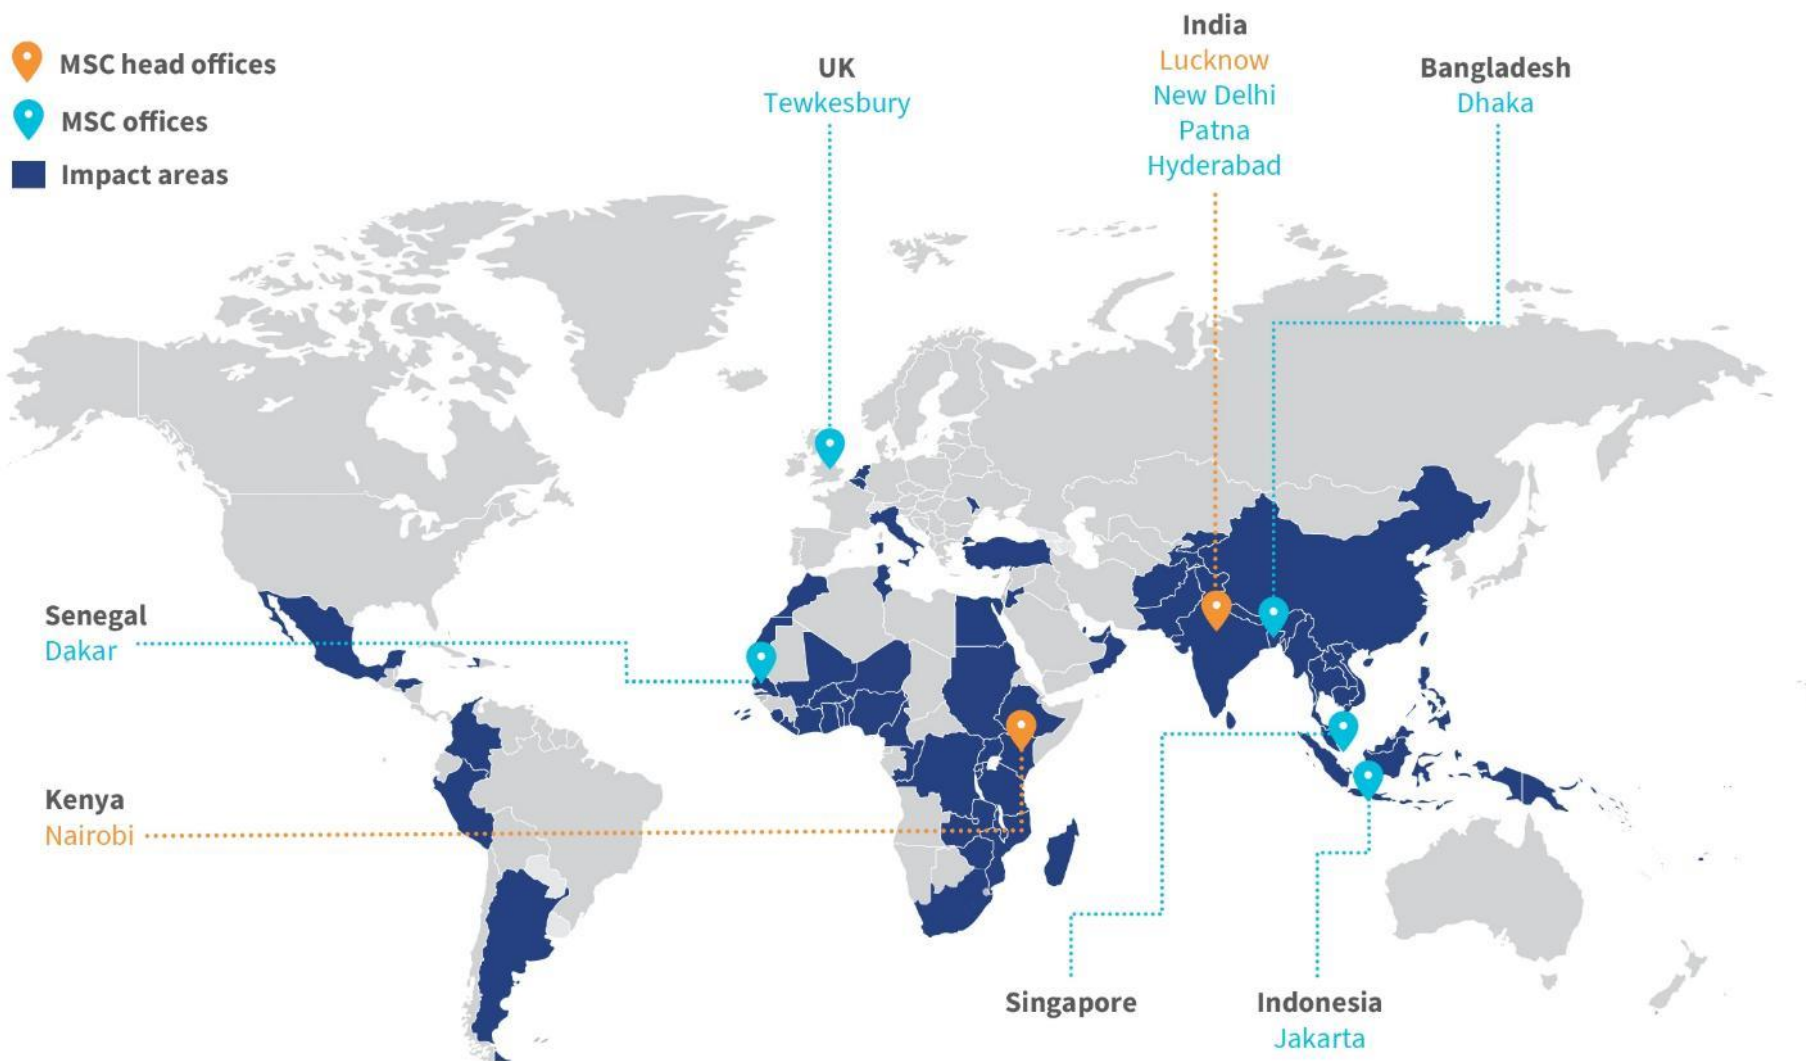 MSC head offices
MSC offices
Impact areas
UK
Tewkesbury
India
Lucknow
New Delhi
Patna
Hyderabad
Bangladesh
Dhaka
Senegal
Dakar
Kenya
Nairobi
Singapore
Indonesia
Jakarta